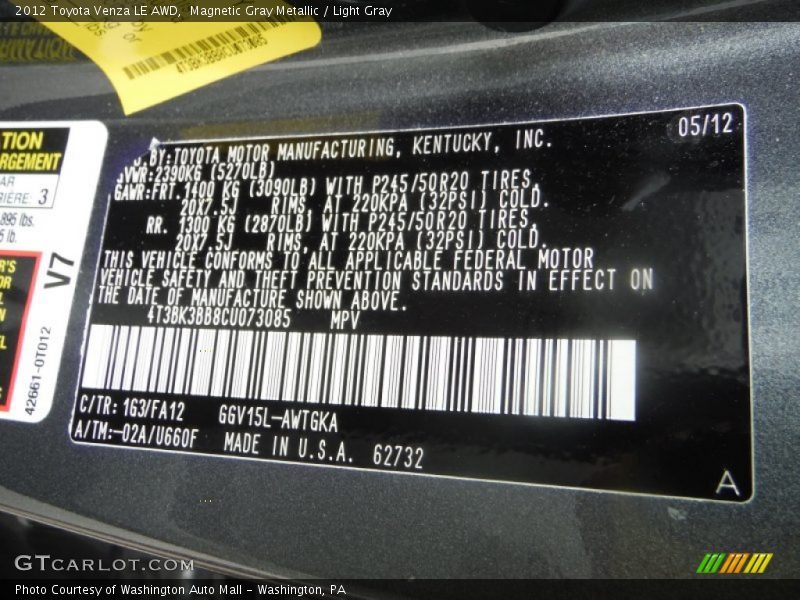 2012 Toyota Venza LE AWD, Magnetic Gray Metallic / Light Gray
4T3BK3BB8CU073085
TION
RGEMENT
3
895 lbs.
V7
42661-0T012
05/12
BY:TOYOTA MOTOR MANUFACTURING, KENTUCKY, INC.
GVWR:2390KG (5270LB)
GAWR:FRT.1400 KG (3090LB) WITH P245/50R20 TIRES,
20X7.5J RIMS, AT 220KPA (32PSI) COLD.
RR. 1300 KG (2870LB) WITH P245/50R20 TIRES,
20X7.5J RIMS, AT 220KPA (32PSI) COLD.
THIS VEHICLE CONFORMS TO ALL APPLICABLE FEDERAL MOTOR
VEHICLE SAFETY AND THEFT PREVENTION STANDARDS IN EFFECT ON
THE DATE OF MANUFACTURE SHOWN ABOVE.
4T3BK3BB8CU073085 MPV
C/TR: 1G3/FA12 GGV15L-AWTGKA
A/TM:-02A/U660F MADE IN U.S.A. 62732
A
GTCARLOT.COM
Photo Courtesy of Washington Auto Mall - Washington, PA